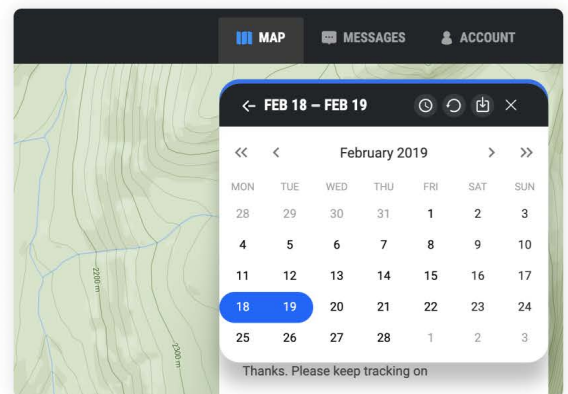 MAP MESSAGES ACCOUNT
FEB 18 – FEB 19
February 2019
MON TUE WED THU FRI SAT SUN
28 29 30 31 1 2 3
4 5 6 7 8 9 10
11 12 13 14 15 16 17
18 19 20 21 22 23 24
25 26 27 28 1 2 3
Thanks. Please keep tracking on
2200 m
2300 m